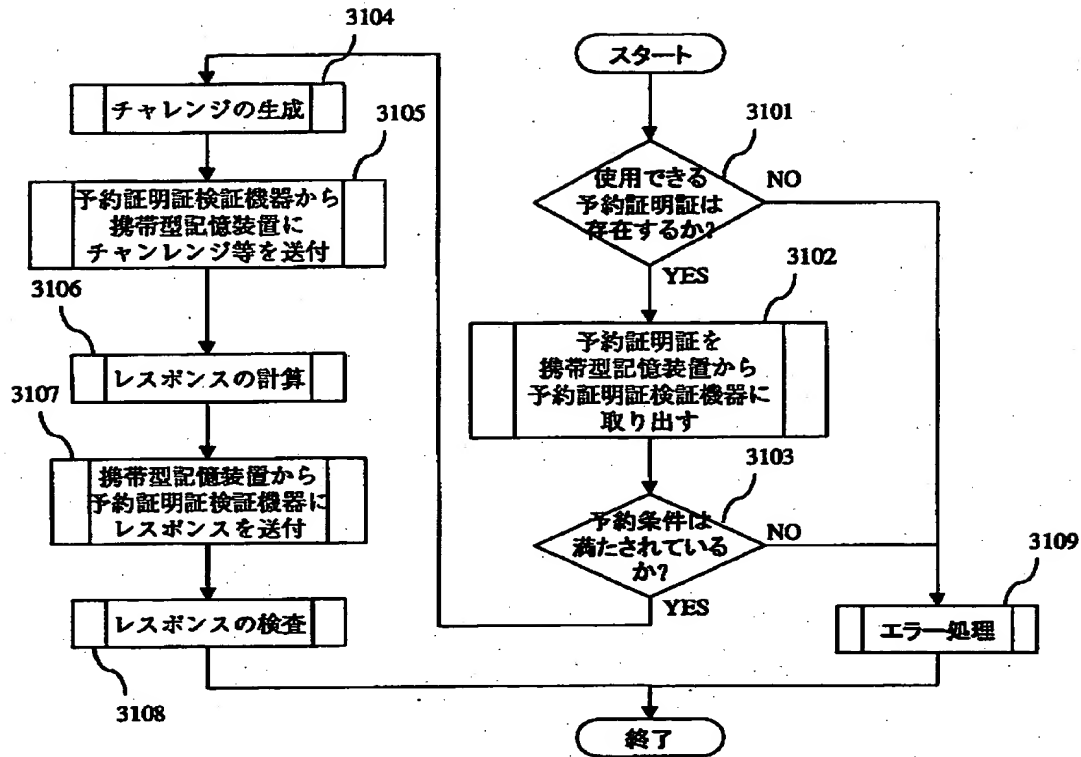 スタート
3101
使用できる
予約証明証は
存在するか?
NO
YES
3102
予約証明証を
携帯型記憶装置から
予約証明証検証機器に
取り出す
3103
予約条件は
満たされている
か?
NO
YES
3104
チャレンジの生成
3105
予約証明証検証機器から
携帯型記憶装置に
チャンレンジ等を送付
3106
レスポンスの計算
3107
携帯型記憶装置から
予約証明証検証機器に
レスポンスを送付
レスポンスの検査
3108
3109
エラー処理
終了